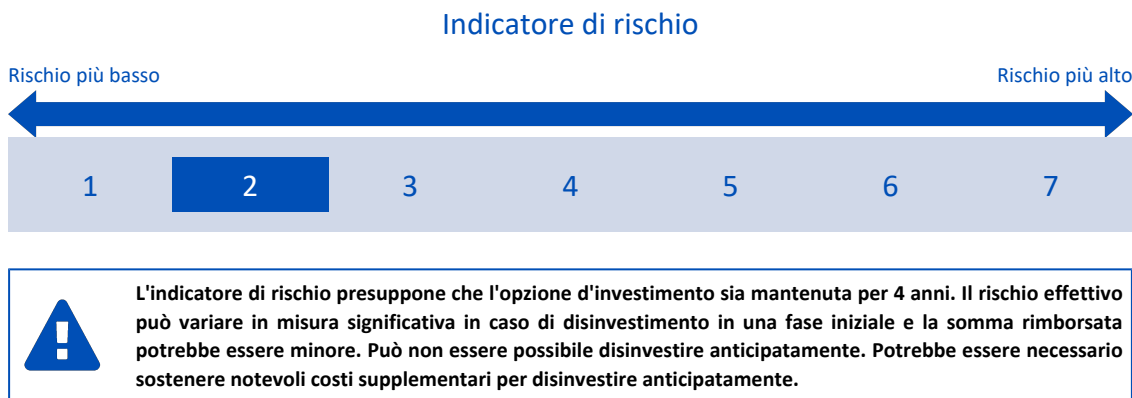 Indicatore di rischio
Rischio più basso
Rischio più alto
1 2 3 4 5 6 7
L'indicatore di rischio presuppone che l'opzione d'investimento sia mantenuta per 4 anni. Il rischio effettivo
può variare in misura significativa in caso di disinvestimento in una fase iniziale e la somma rimborsata
potrebbe essere minore. Può non essere possibile disinvestire anticipatamente. Potrebbe essere necessario
sostenere notevoli costi supplementari per disinvestire anticipatamente.